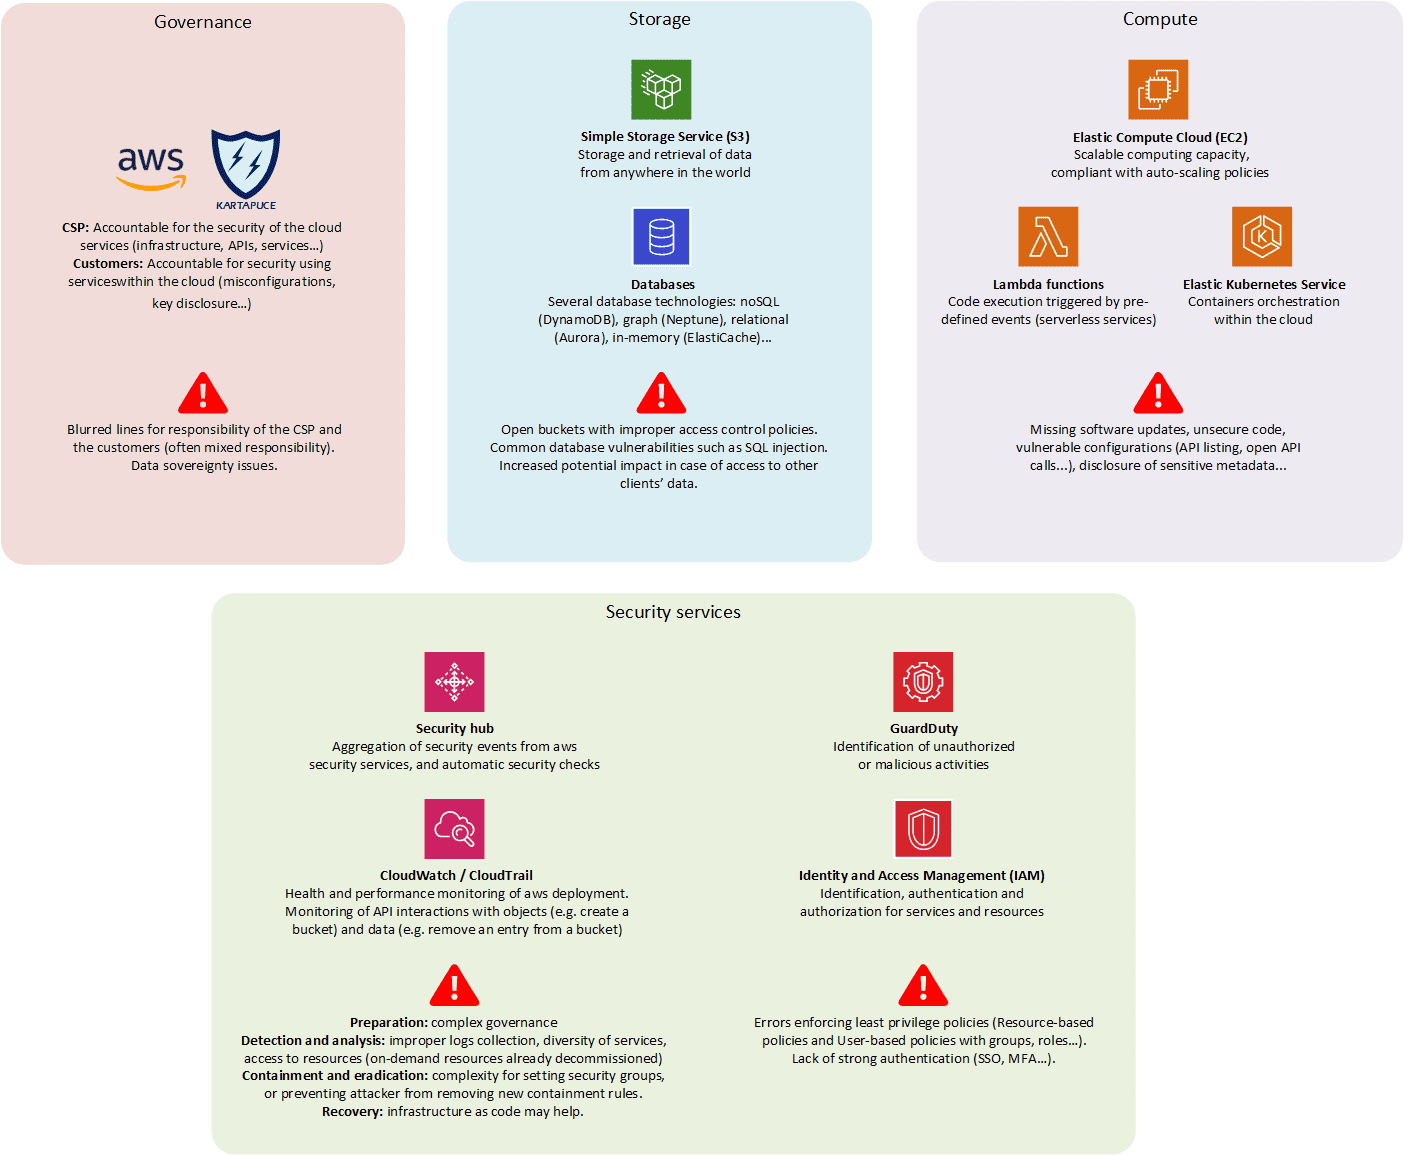 Governance
aws
KARTAPUCE
CSP: Accountable for the security of the cloud
services (infrastructure, APIs, services...)
Customers: Accountable for security using
serviceswithin the cloud (misconfigurations,
key disclosure...)
Blurred lines for responsibility of the CSP and
the customers (often mixed responsibility).
Data sovereignty issues.
Storage
Simple Storage Service (S3)
Storage and retrieval of data
from anywhere in the world
Databases
Several database technologies: noSQL
(DynamoDB), graph (Neptune), relational
(Aurora), in-memory (ElastiCache)...
Open buckets with improper access control policies.
Common database vulnerabilities such as SQL injection.
Increased potential impact in case of access to other
clients’ data.
Compute
Elastic Compute Cloud (EC2)
Scalable computing capacity,
compliant with auto-scaling policies
Lambda functions
Code execution triggered by pre-
defined events (serverless services)
Elastic Kubernetes Service
Containers orchestration
within the cloud
Missing software updates, unsecure code,
vulnerable configurations (API listing, open API
calls...), disclosure of sensitive metadata...
Security services
Security hub
Aggregation of security events from aws
security services, and automatic security checks
GuardDuty
Identification of unauthorized
or malicious activities
CloudWatch / CloudTrail
Health and performance monitoring of aws deployment.
Monitoring of API interactions with objects (e.g. create a
bucket) and data (e.g. remove an entry from a bucket)
Identity and Access Management (IAM)
Identification, authentication and
authorization for services and resources
Preparation: complex governance
Detection and analysis: improper logs collection, diversity of services,
access to resources (on-demand resources already decommissioned)
Containment and eradication: complexity for setting security groups,
or preventing attacker from removing new containment rules.
Recovery: infrastructure as code may help.
Errors enforcing least privilege policies (Resource-based
policies and User-based policies with groups, roles...).
Lack of strong authentication (SSO, MFA...).